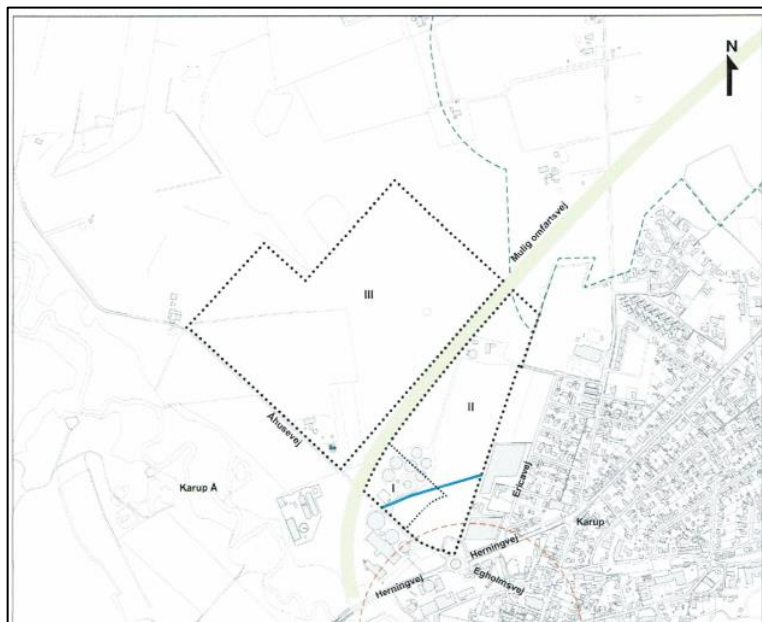 N
Mulig omfartsvej
III
II
Åhusevej
I
Karup Å
Ericavej
Karup
Herningvej
Herningvej
Egholmsvej